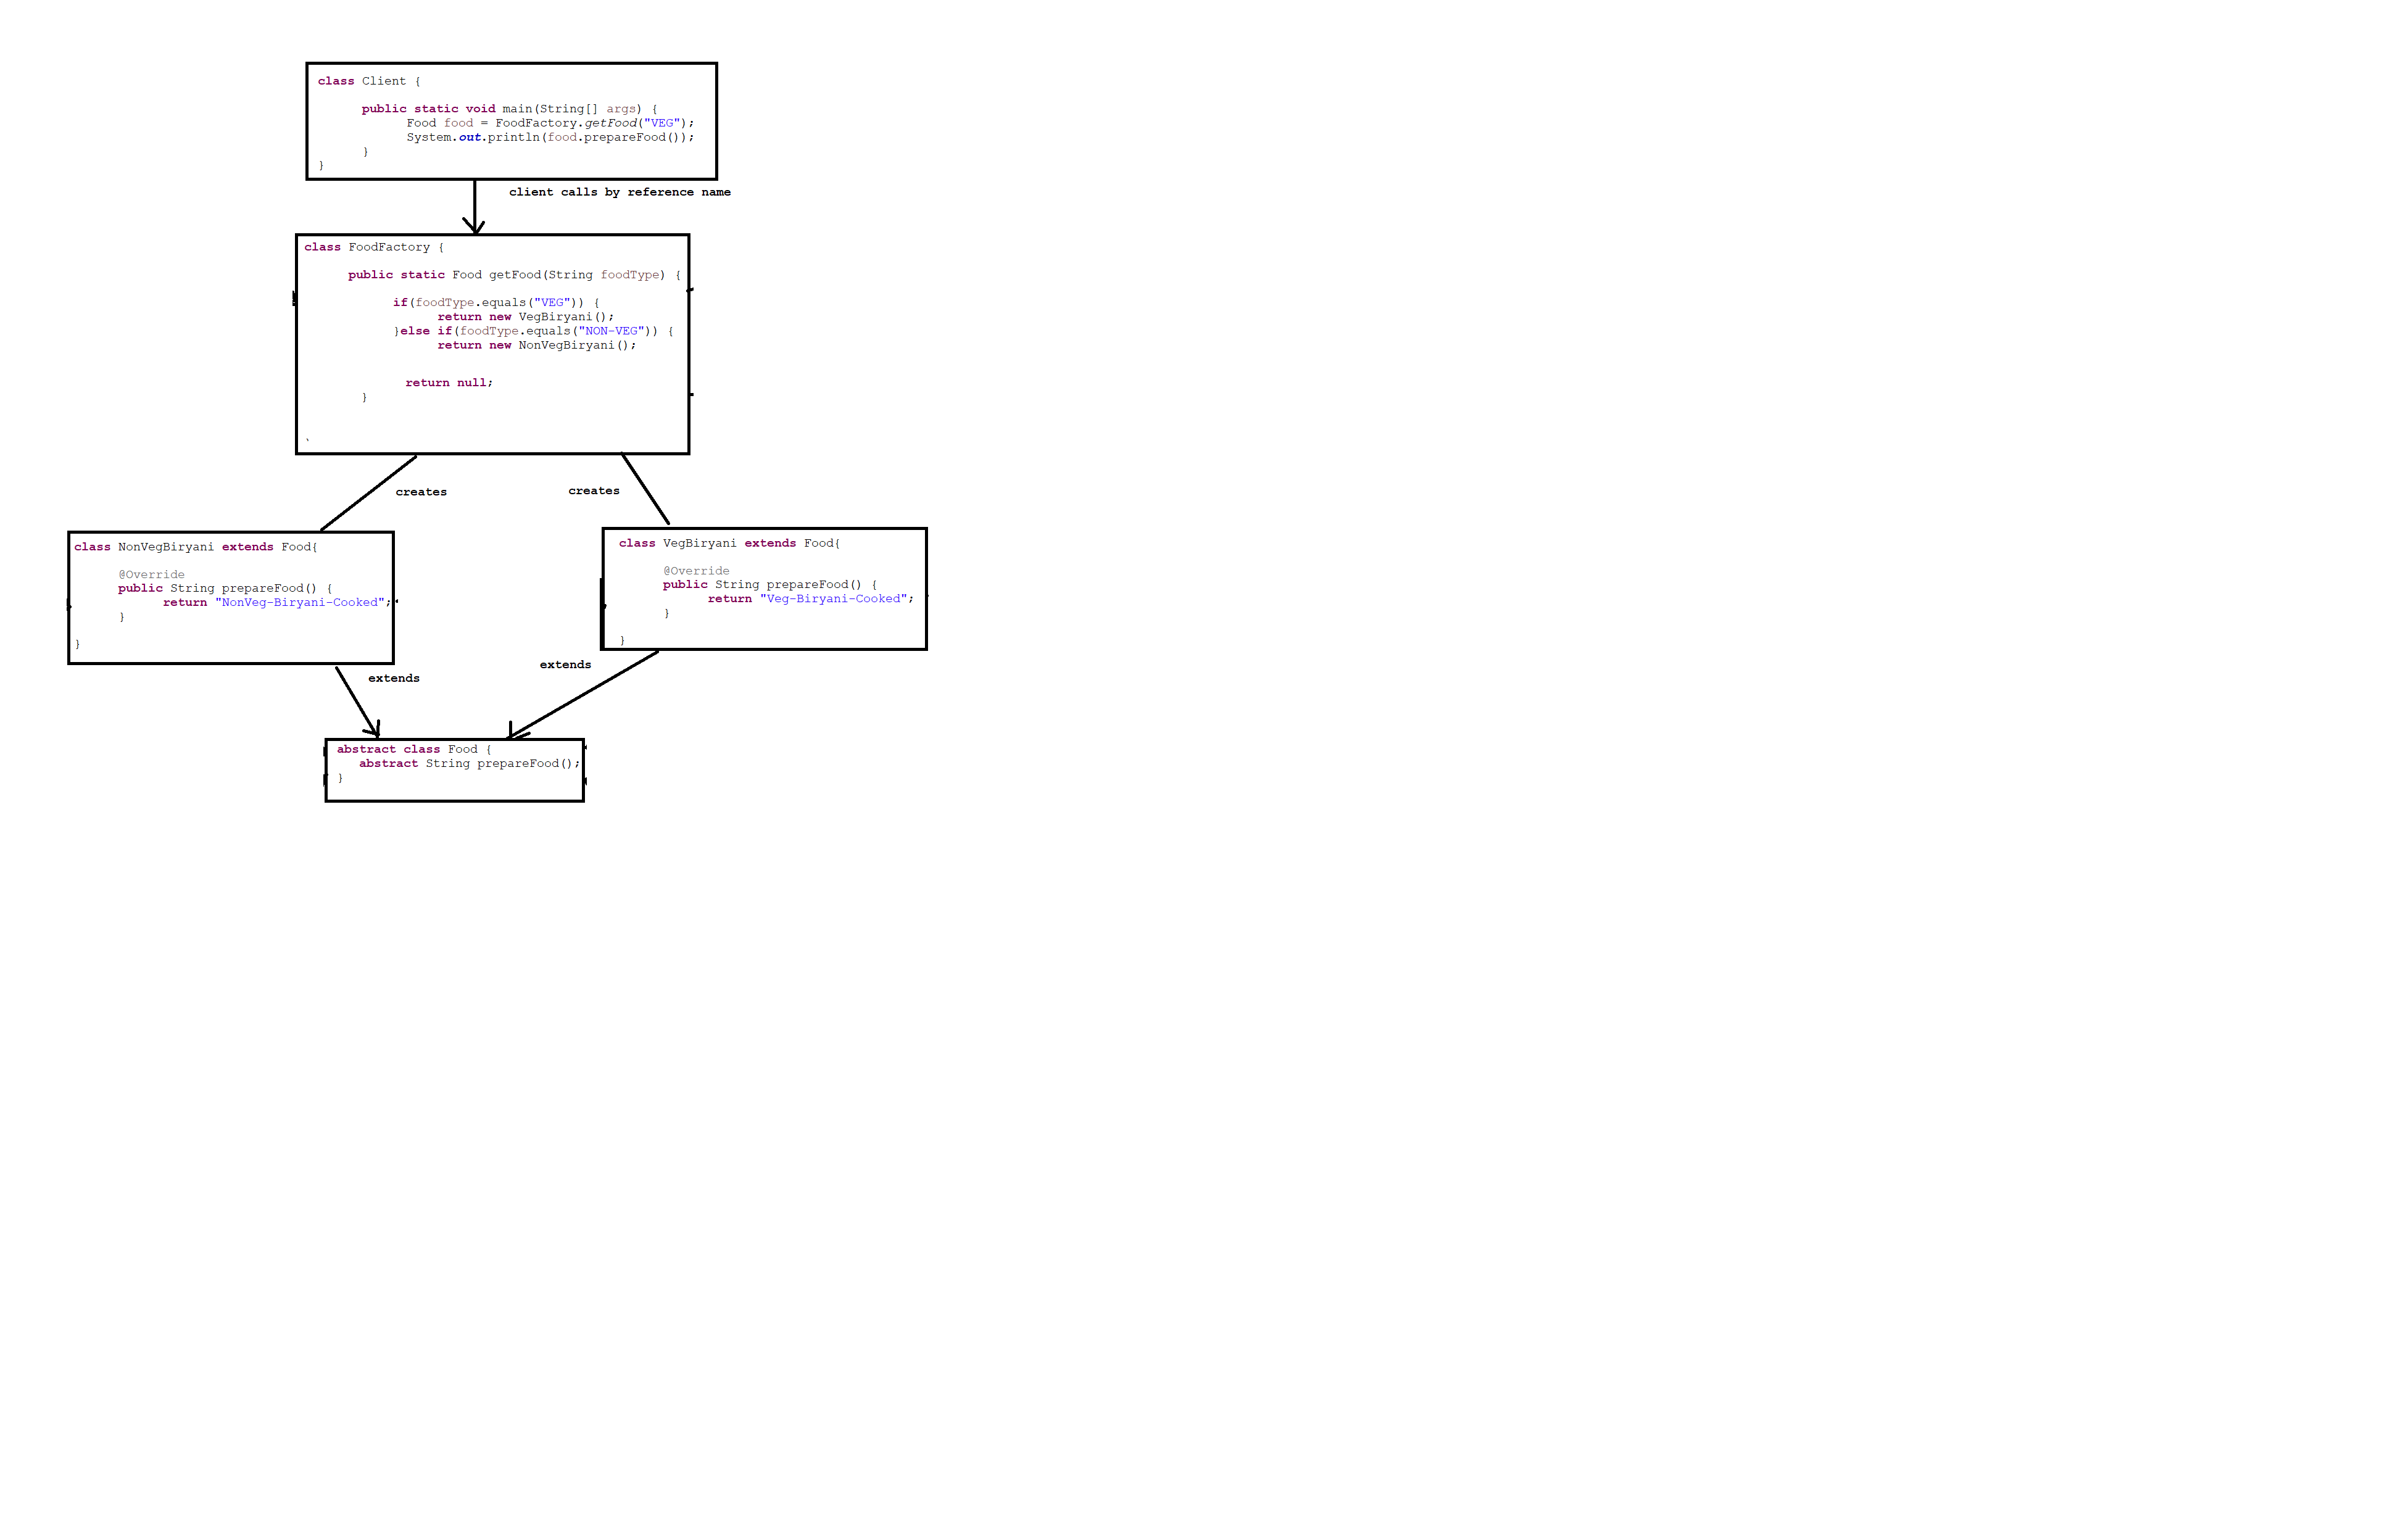 class Client {
public static void main(String[] args) {
Food food = FoodFactory.getFood("VEG");
System.out.println(food.prepareFood());
}
}
client calls by reference name
class FoodFactory {
public static Food getFood(String foodType) {
if(foodType.equals("VEG")) {
return new VegBiryani();
}else if(foodType.equals("NON-VEG")) {
return new NonVegBiryani();
return null;
}
creates
creates
class NonVegBiryani extends Food{
@Override
public String prepareFood() {
return "NonVeg-Biryani-Cooked";
}
}
class VegBiryani extends Food{
@Override
public String prepareFood() {
return "Veg-Biryani-Cooked";
}
}
extends
extends
abstract class Food {
abstract String prepareFood();
}